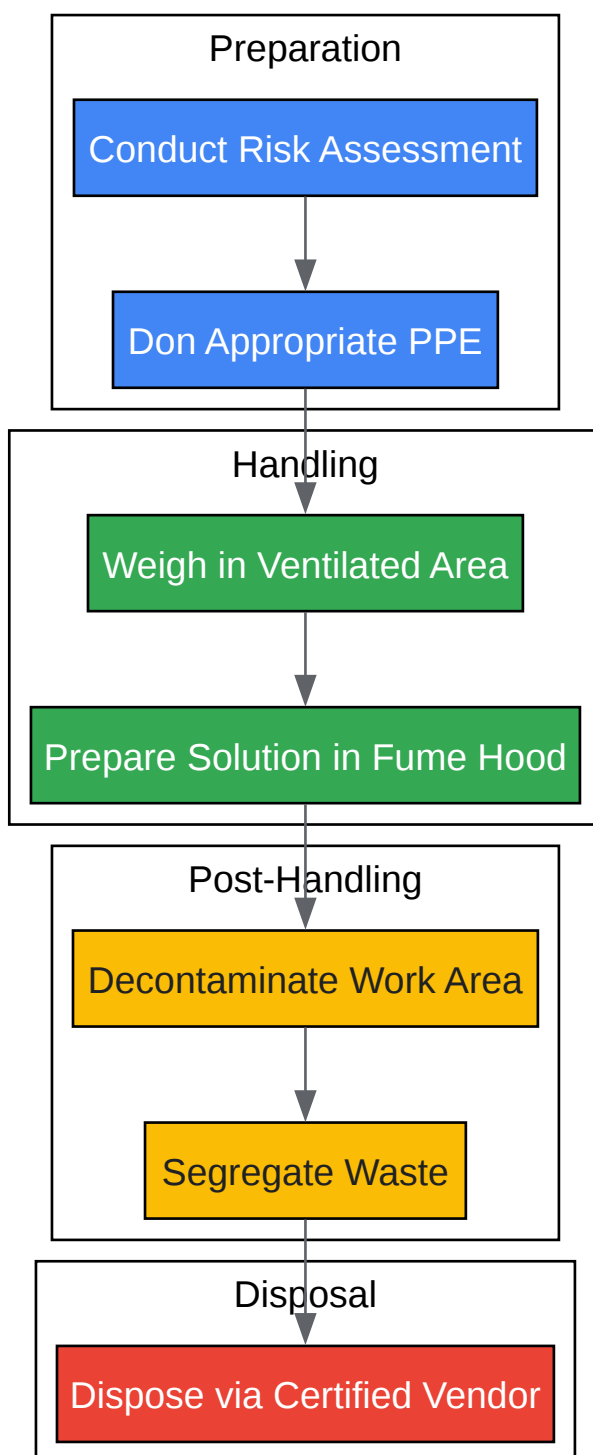 Preparation
Conduct Risk Assessment
Don Appropriate PPE
Handling
Weigh in Ventilated Area
Prepare Solution in Fume Hood
Post-Handling
Decontaminate Work Area
Segregate Waste
Disposal
Dispose via Certified Vendor